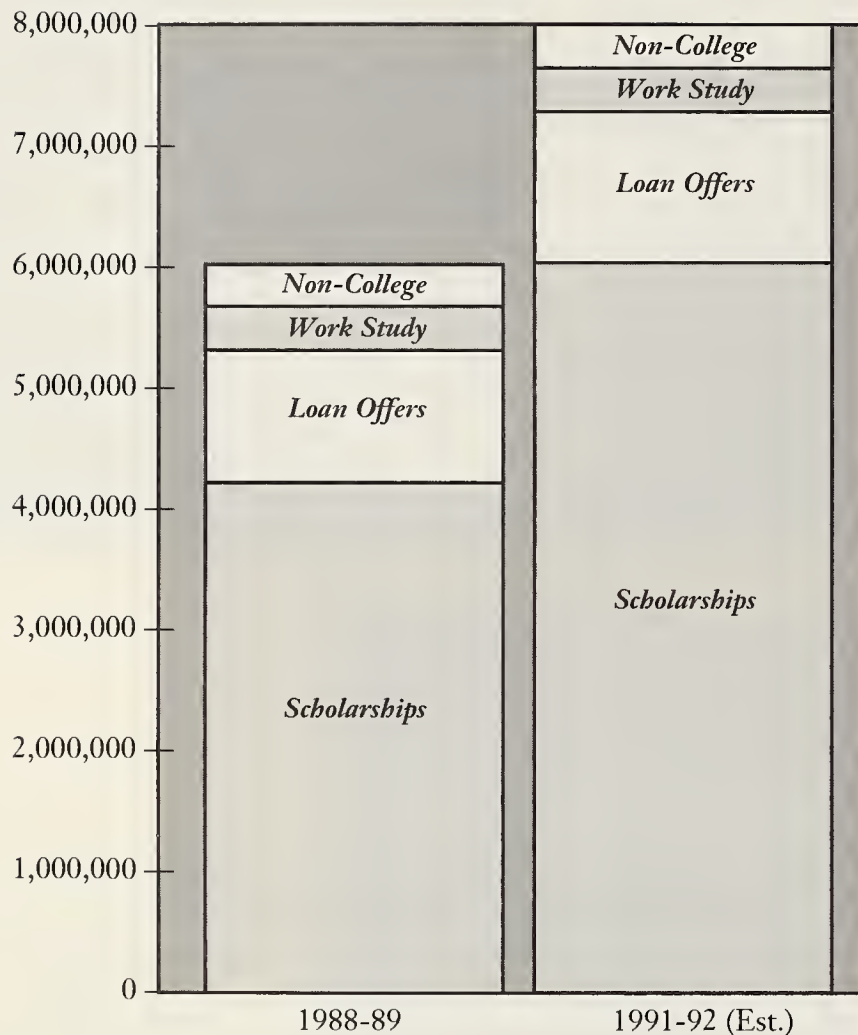 8,000,000
7,000,000
6,000,000
5,000,000
4,000,000
3,000,000
2,000,000
1,000,000
0
Non-College
Work Study
Loan Offers
Scholarships
Non-College
Work Study
Loan Offers
Scholarships
1988-89
1991-92 (Est.)